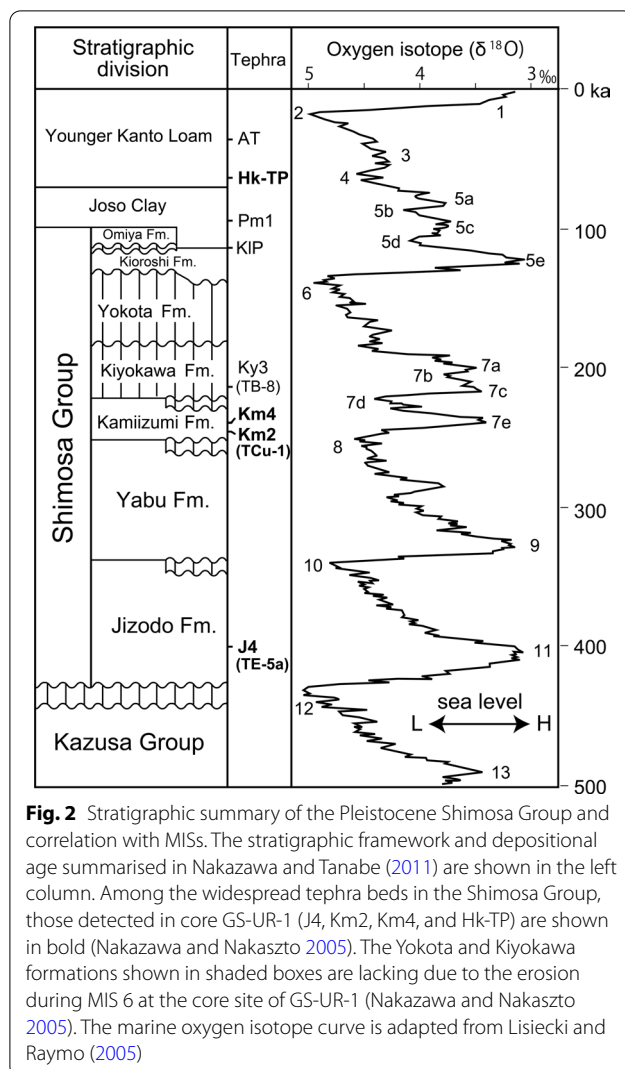 Stratigraphic
division
Tephra
Oxygen isotope (δ 18O)
5 4 3 ‰
0 ka
100
200
300
400
500
Younger Kanto Loam
Joso Clay
Omiya Fm.
Kioroshi Fm.
Yokota Fm.
Kiyokawa Fm.
Kamiizumi Fm.
Yabu Fm.
Jizodo Fm.
Shimosa Group
Kazusa Group
AT
Hk-TP
Pm1
KlP
Ky3
(TB-8)
Km4
Km2
(TCu-1)
J4
(TE-5a)
1
2
3
4
5a
5b
5c
5d
5e
6
7a
7b
7c
7d
7e
8
9
10
11
12
13
sea level
L H
Fig. 2 Stratigraphic summary of the Pleistocene Shimosa Group and
correlation with MISs. The stratigraphic framework and depositional
age summarised in Nakazawa and Tanabe (2011) are shown in the left
column. Among the widespread tephra beds in the Shimosa Group,
those detected in core GS-UR-1 (J4, Km2, Km4, and Hk-TP) are shown
in bold (Nakazawa and Nakaszto 2005). The Yokota and Kiyokawa
formations shown in shaded boxes are lacking due to the erosion
during MIS 6 at the core site of GS-UR-1 (Nakazawa and Nakaszto
2005). The marine oxygen isotope curve is adapted from Lisiecki and
Raymo (2005)